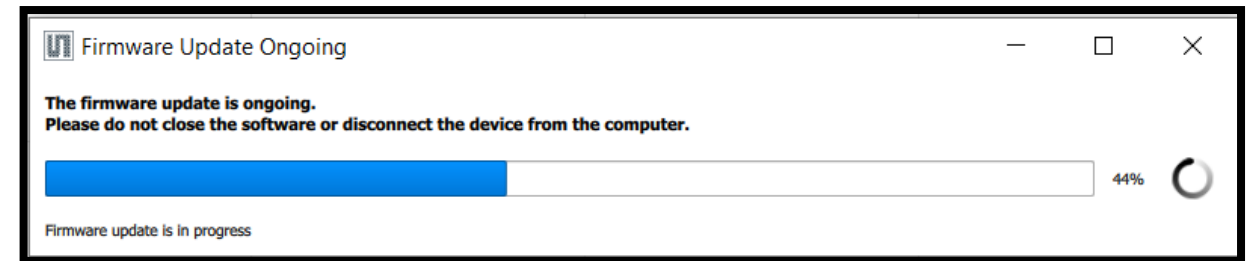 Firmware Update Ongoing
The firmware update is ongoing.
Please do not close the software or disconnect the device from the computer.
44%
Firmware update is in progress